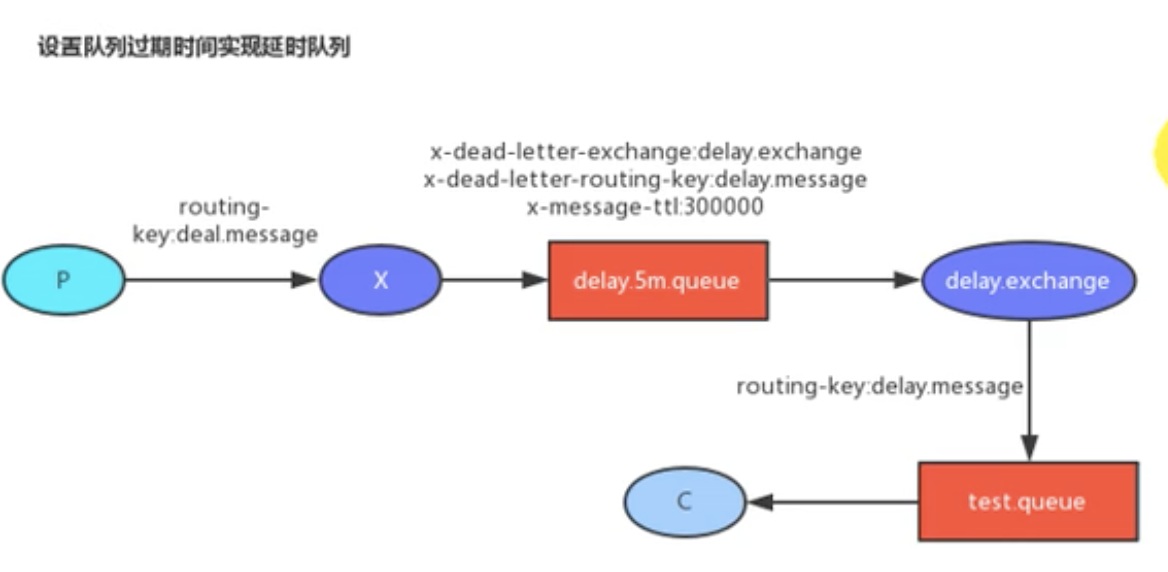 设置队列过期时间实现延时队列
x-dead-letter-exchange:delay.exchange
x-dead-letter-routing-key:delay.message
x-message-ttl:300000
routing-
key:deal.message
P
X
delay.5m.queue
delay.exchange
routing-key:delay.message
C
test.queue